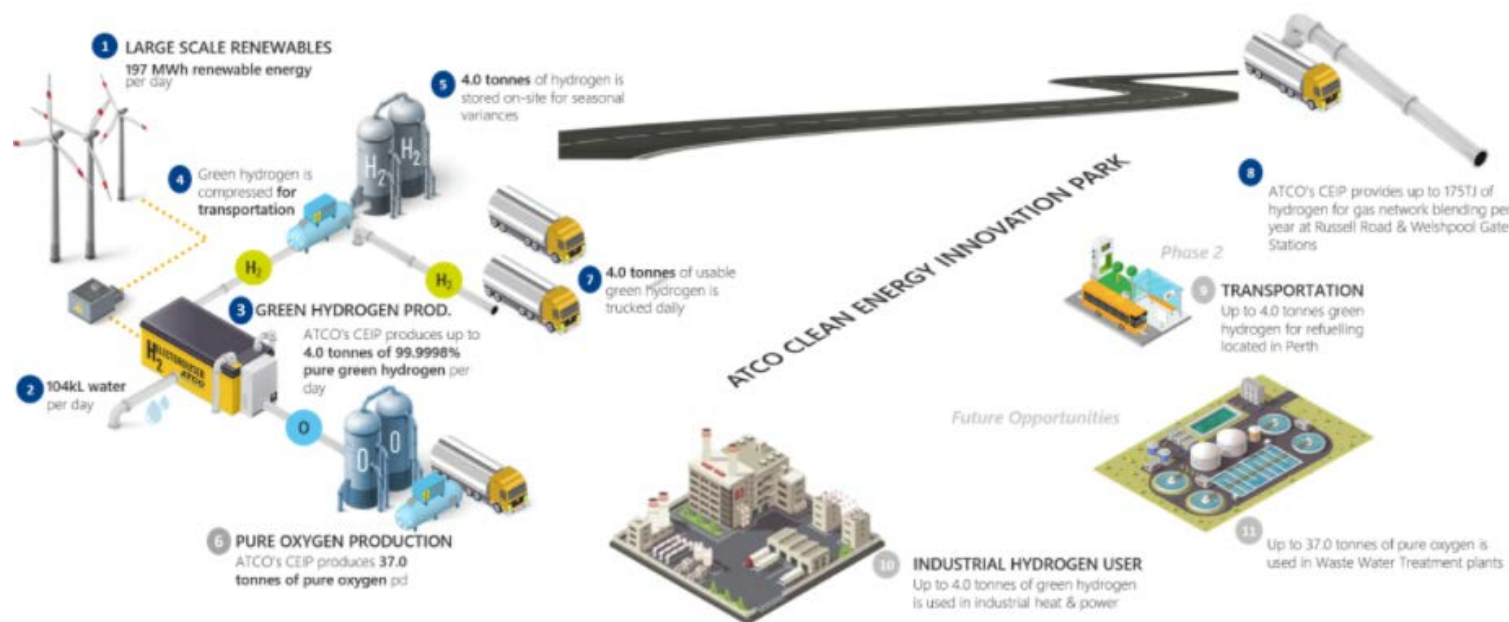 1 LARGE SCALE RENEWABLES
197 MWh renewable energy
per day
5 4.0 tonnes of hydrogen is
stored on-site for seasonal
variances
H2
H2
4 Green hydrogen is
compressed for
transportation
H2
H2
3 GREEN HYDROGEN PROD.
ATCO's CEIP produces up to
4.0 tonnes of 99.9998%
pure green hydrogen per
day
7 4.0 tonnes of usable
green hydrogen is
trucked daily
H2
ATCO
2 104kL water
per day
O
O
O
6 PURE OXYGEN PRODUCTION
ATCO's CEIP produces 37.0
tonnes of pure oxygen pd
ATCO CLEAN ENERGY INNOVATION PARK
8 ATCO's CEIP provides up to 175TJ of
hydrogen for gas network blending per
year at Russell Road & Welshpool Gate
Stations
Phase 2
9 TRANSPORTATION
Up to 4.0 tonnes green
hydrogen for refuelling
located in Perth
Future Opportunities
10 INDUSTRIAL HYDROGEN USER
Up to 4.0 tonnes of green hydrogen
is used in industrial heat & power
11 Up to 37.0 tonnes of pure oxygen is
used in Waste Water Treatment plants